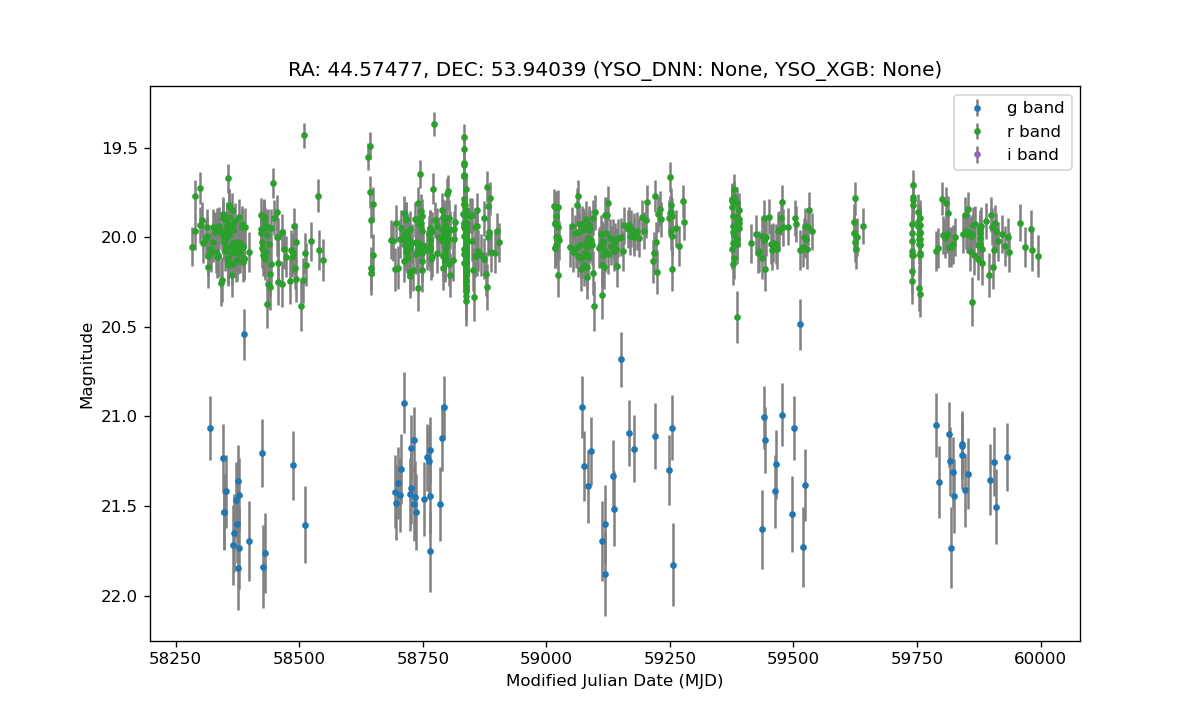 RA: 44.57477, DEC: 53.94039 (YSO_DNN: None, YSO_XGB: None)
g band
r band
i band
19.5
20.0
20.5
21.0
21.5
22.0
Magnitude
58250 58500 58750 59000 59250 59500 59750 60000
Modified Julian Date (MJD)